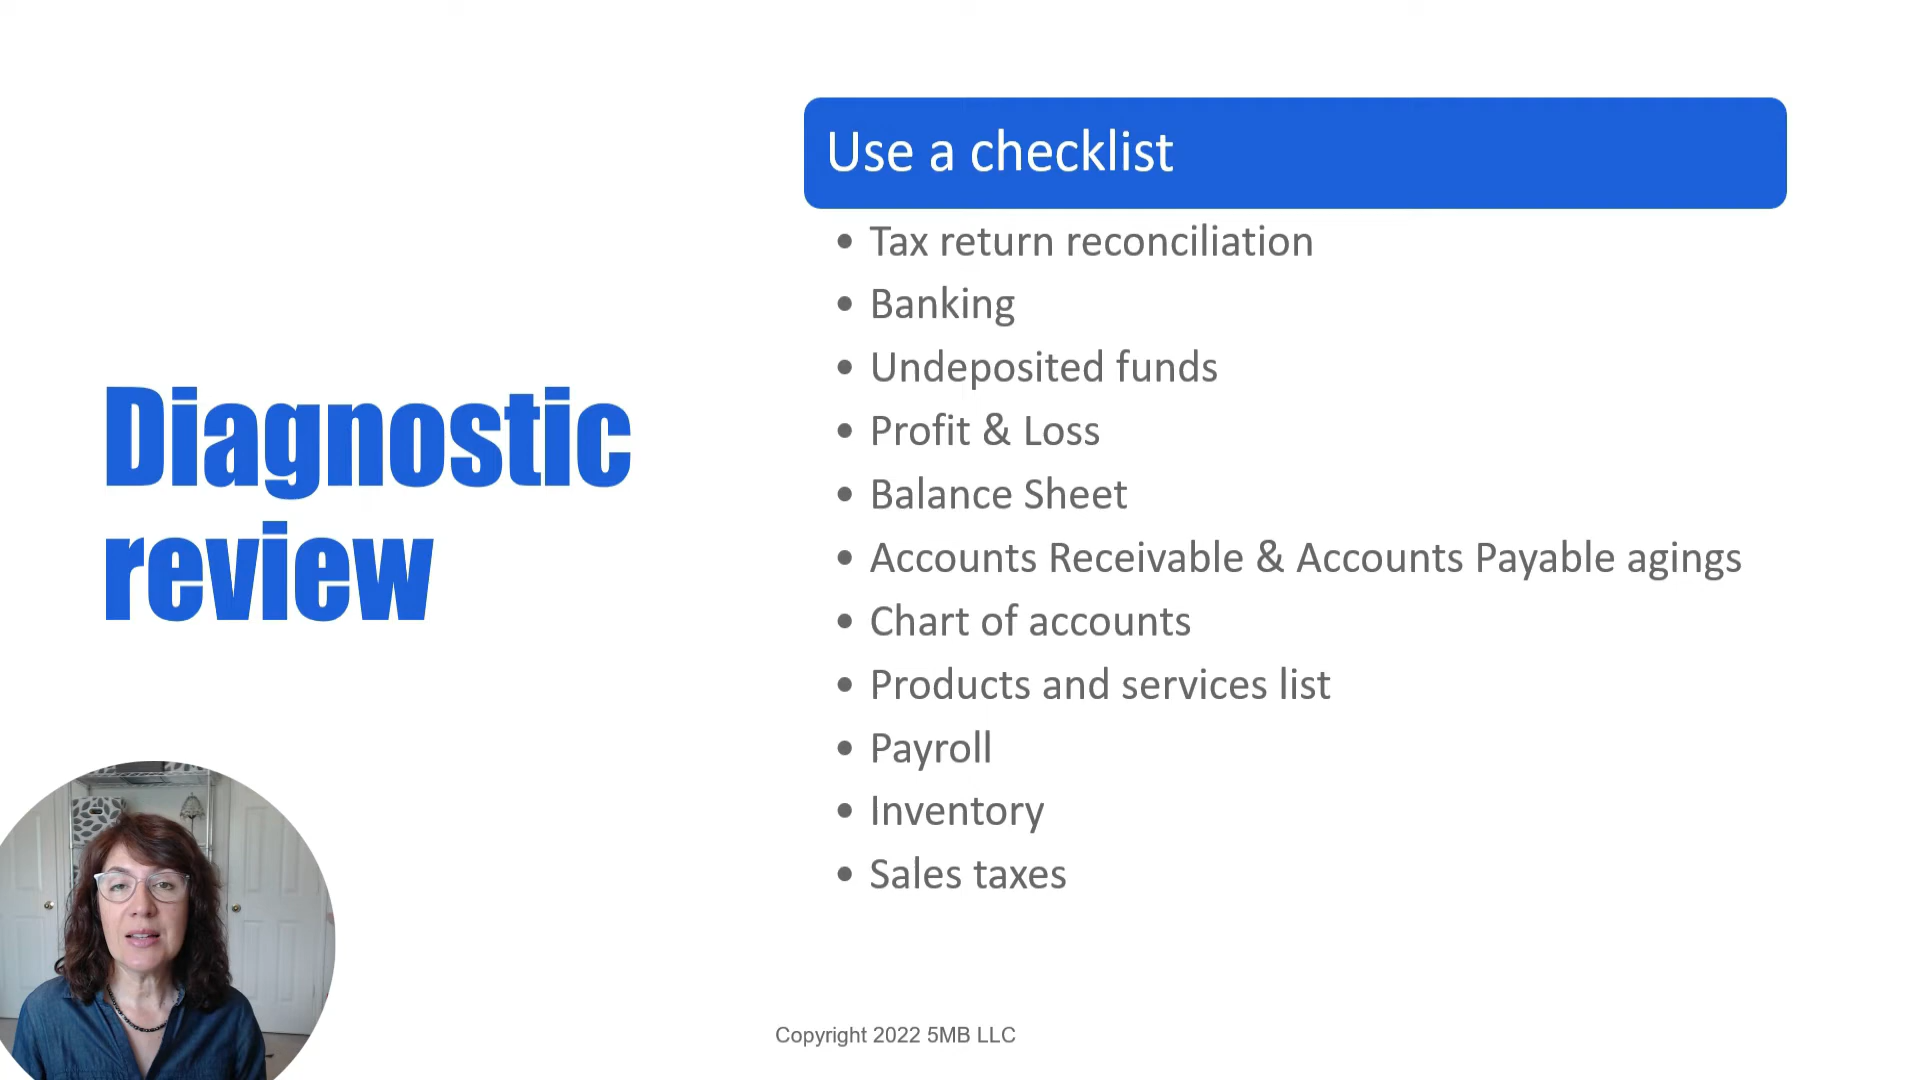 Diagnostic
review
Use a checklist
• Tax return reconciliation
• Banking
• Undeposited funds
• Profit & Loss
• Balance Sheet
• Accounts Receivable & Accounts Payable agings
• Chart of accounts
• Products and services list
• Payroll
• Inventory
• Sales taxes
Copyright 2022 5MB LLC